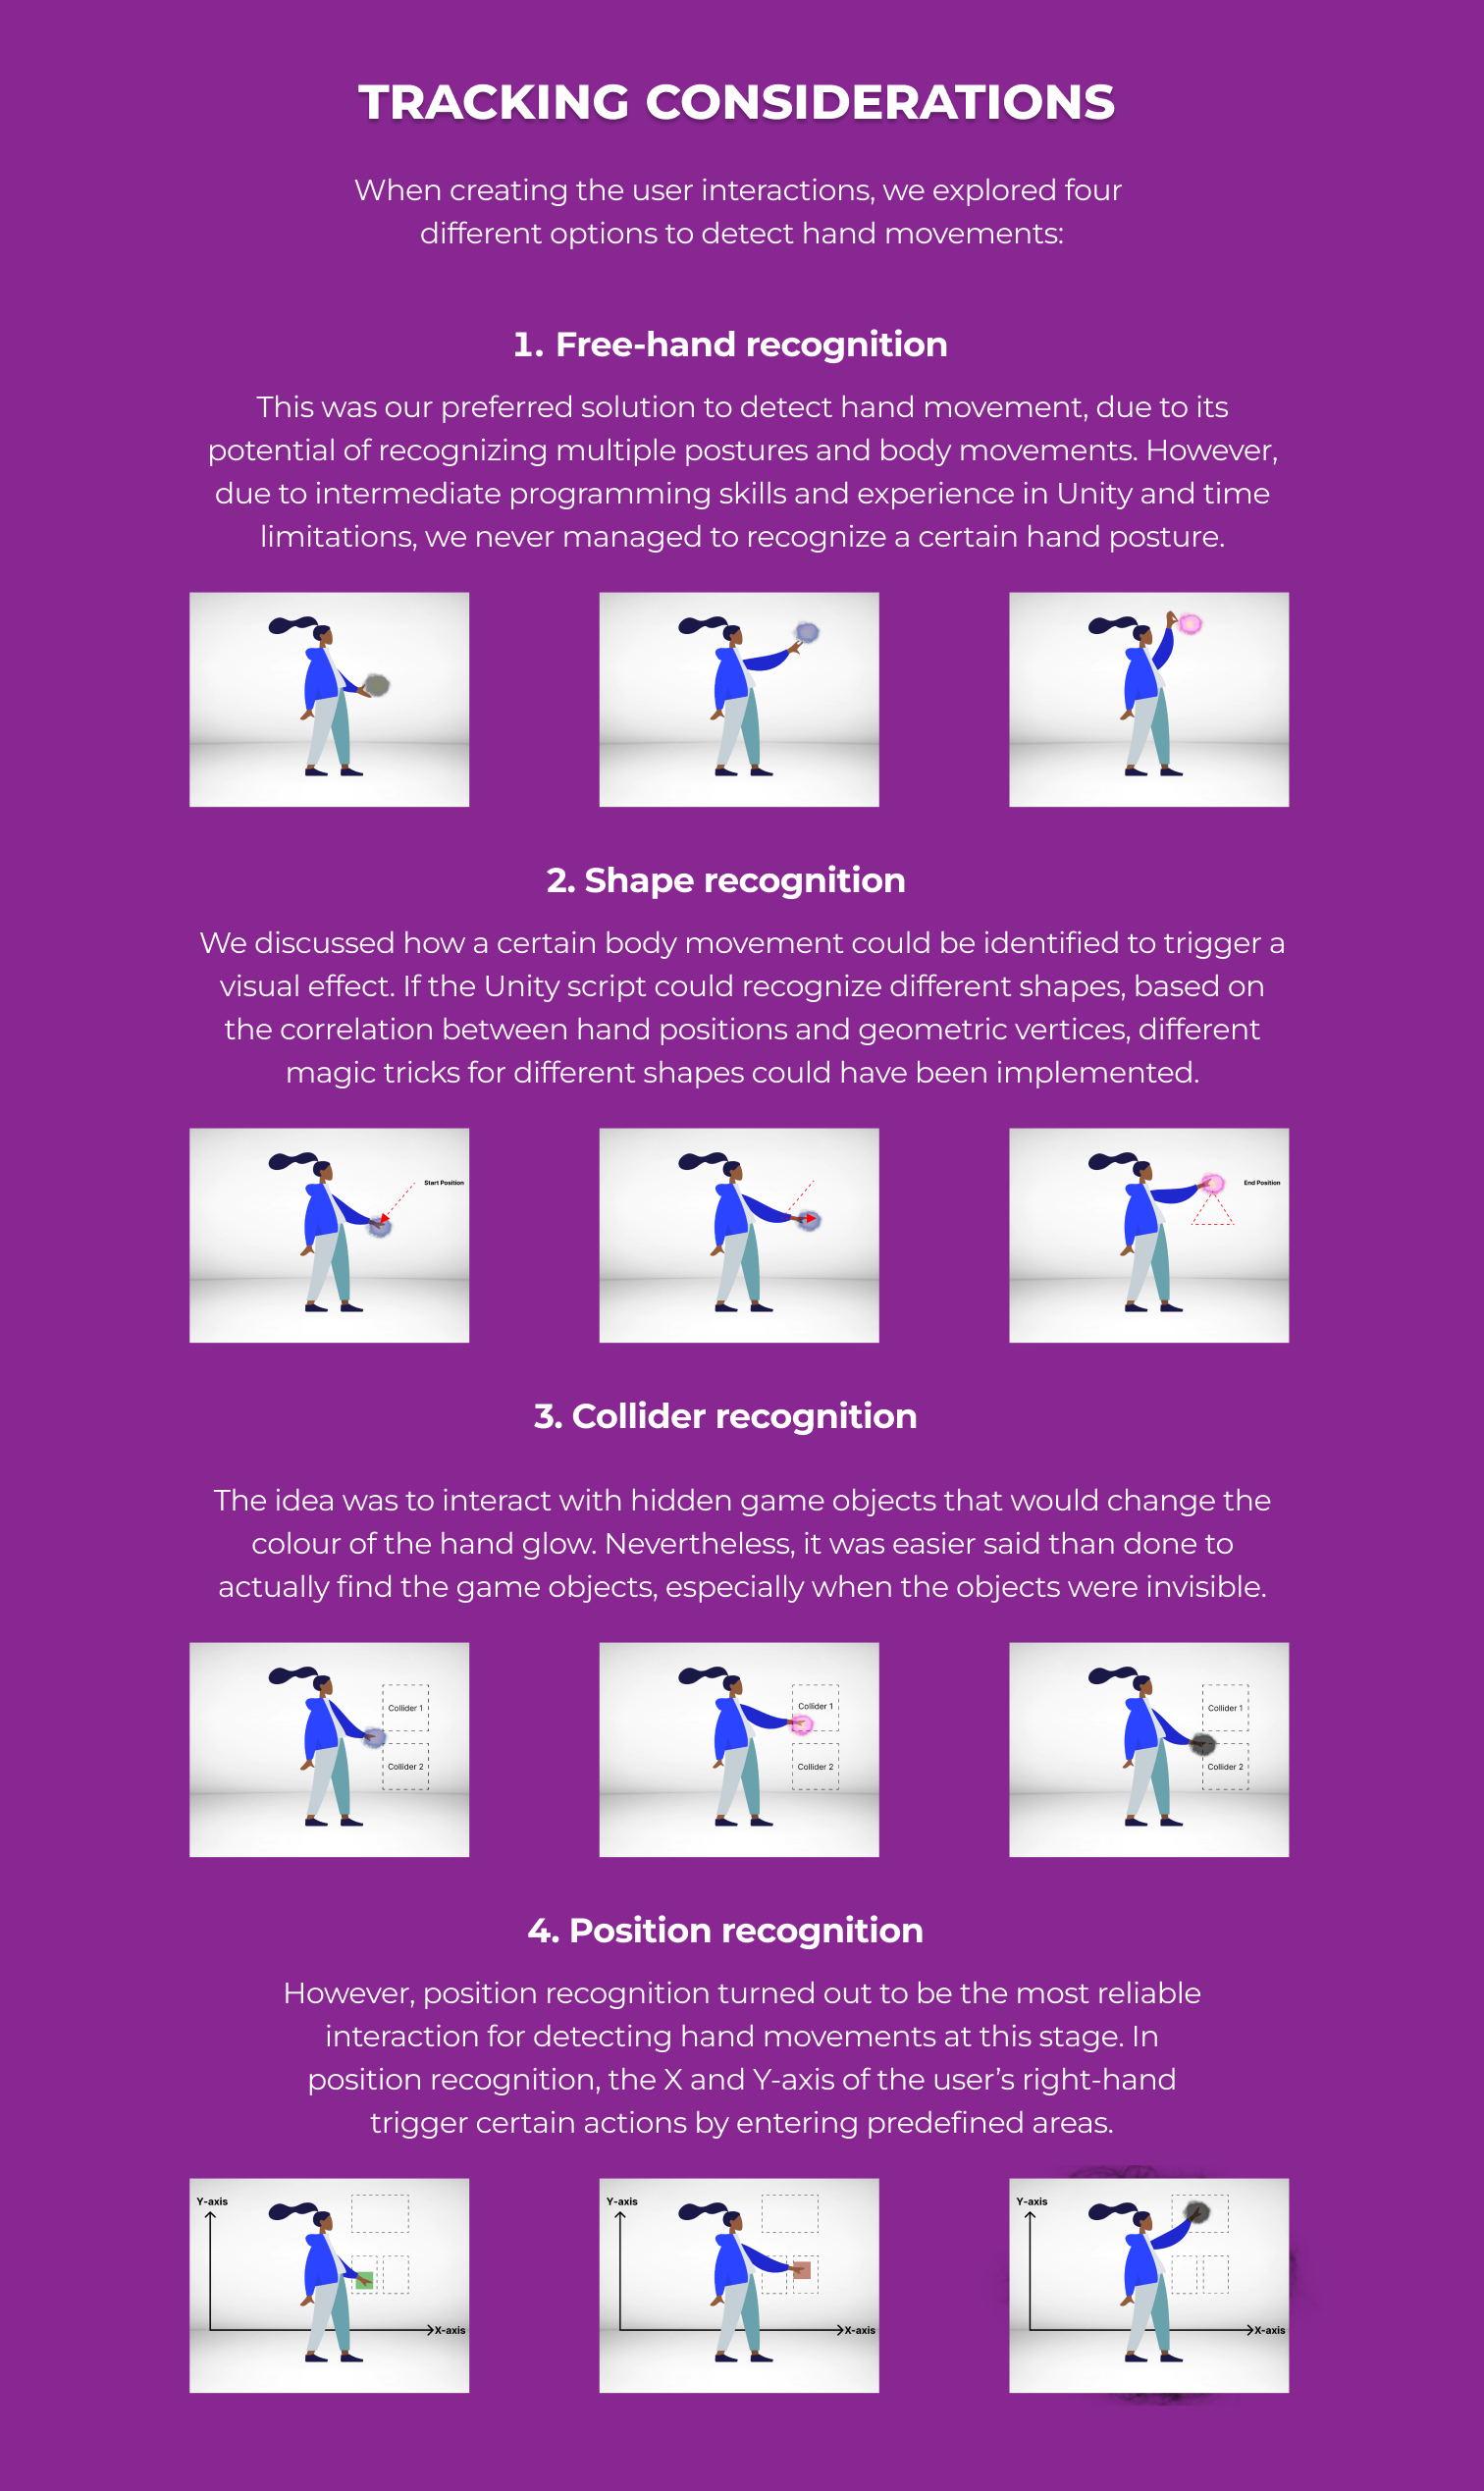 TRACKING CONSIDERATIONS
When creating the user interactions, we explored four
different options to detect hand movements:
1. Free-hand recognition
This was our preferred solution to detect hand movement, due to its
potential of recognizing multiple postures and body movements. However,
due to intermediate programming skills and experience in Unity and time
limitations, we never managed to recognize a certain hand posture.
2. Shape recognition
We discussed how a certain body movement could be identified to trigger a
visual effect. If the Unity script could recognize different shapes, based on
the correlation between hand positions and geometric vertices, different
magic tricks for different shapes could have been implemented.
Start Position
End Position
3. Collider recognition
The idea was to interact with hidden game objects that would change the
colour of the hand glow. Nevertheless, it was easier said than done to
actually find the game objects, especially when the objects were invisible.
Collider 1
Collider 2
Collider 1
Collider 2
Collider 1
Collider 2
4. Position recognition
However, position recognition turned out to be the most reliable
interaction for detecting hand movements at this stage. In
position recognition, the X and Y-axis of the user’s right-hand
trigger certain actions by entering predefined areas.
Y-axis
X-axis
Y-axis
X-axis
Y-axis
X-axis